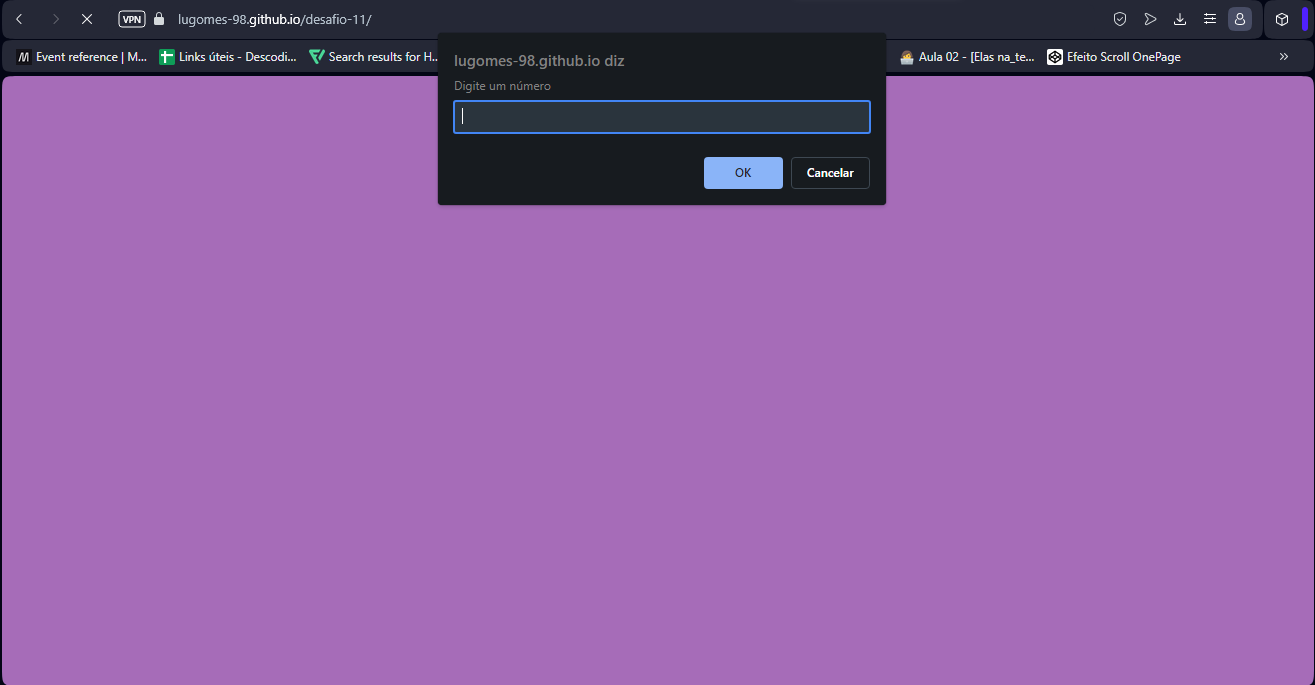 VPN lugomes-98.github.io/desafio-11/
M Event reference | M... Links úteis - Descodi... Search results for H... Aula 02 - [Elas na_te... Efeito Scroll OnePage »
lugomes-98.github.io diz
Digite um número
OK Cancelar